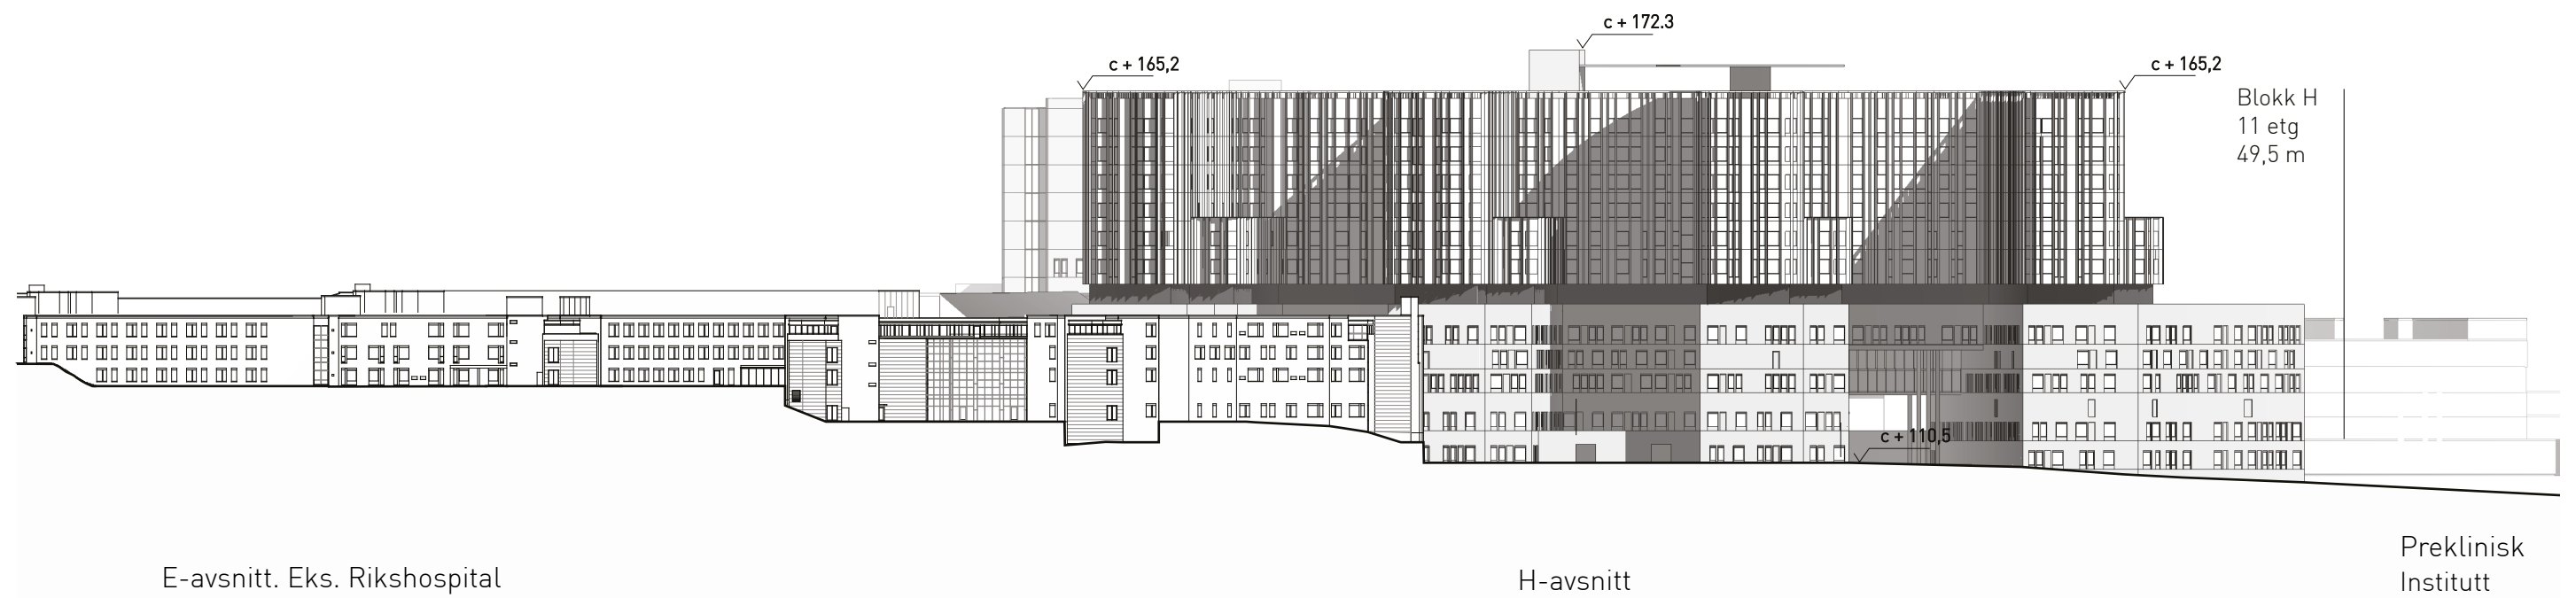 c + 172.3
c + 165,2
c + 165,2
Blokk H
11 etg
49,5 m
c + 110,5
E-avsnitt. Eks. Rikshospital
H-avsnitt
Preklinisk
Institutt